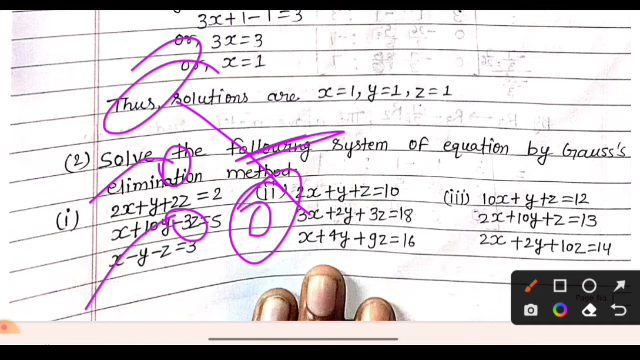 3x+1-1=3
or, 3x=3
or, x=1
Thus, solutions are x=1, y=1, z=1
(2) Solve the following system of equation by Gauss's
elimination method
(i) 2x+y+2z=2
x+10y-3z=5
x-y-z=3
(ii) 2x+y+z=10
3x+2y+3z=18
x+4y+9z=16
(iii) 10x+y+z=12
2x+10y+z=13
2x+2y+10z=14